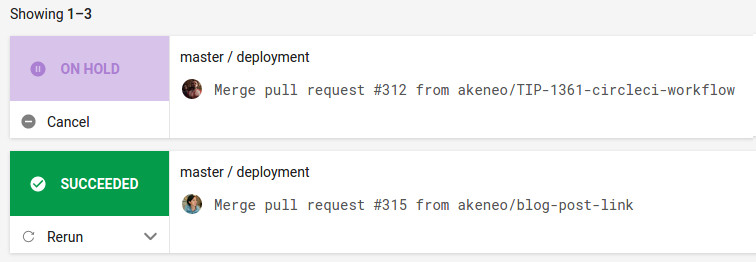 Showing 1–3
ON HOLD
master / deployment
Merge pull request #312 from akeneo/TIP-1361-circleci-workflow
Cancel
SUCCEEDED
master / deployment
Merge pull request #315 from akeneo/blog-post-link
Rerun